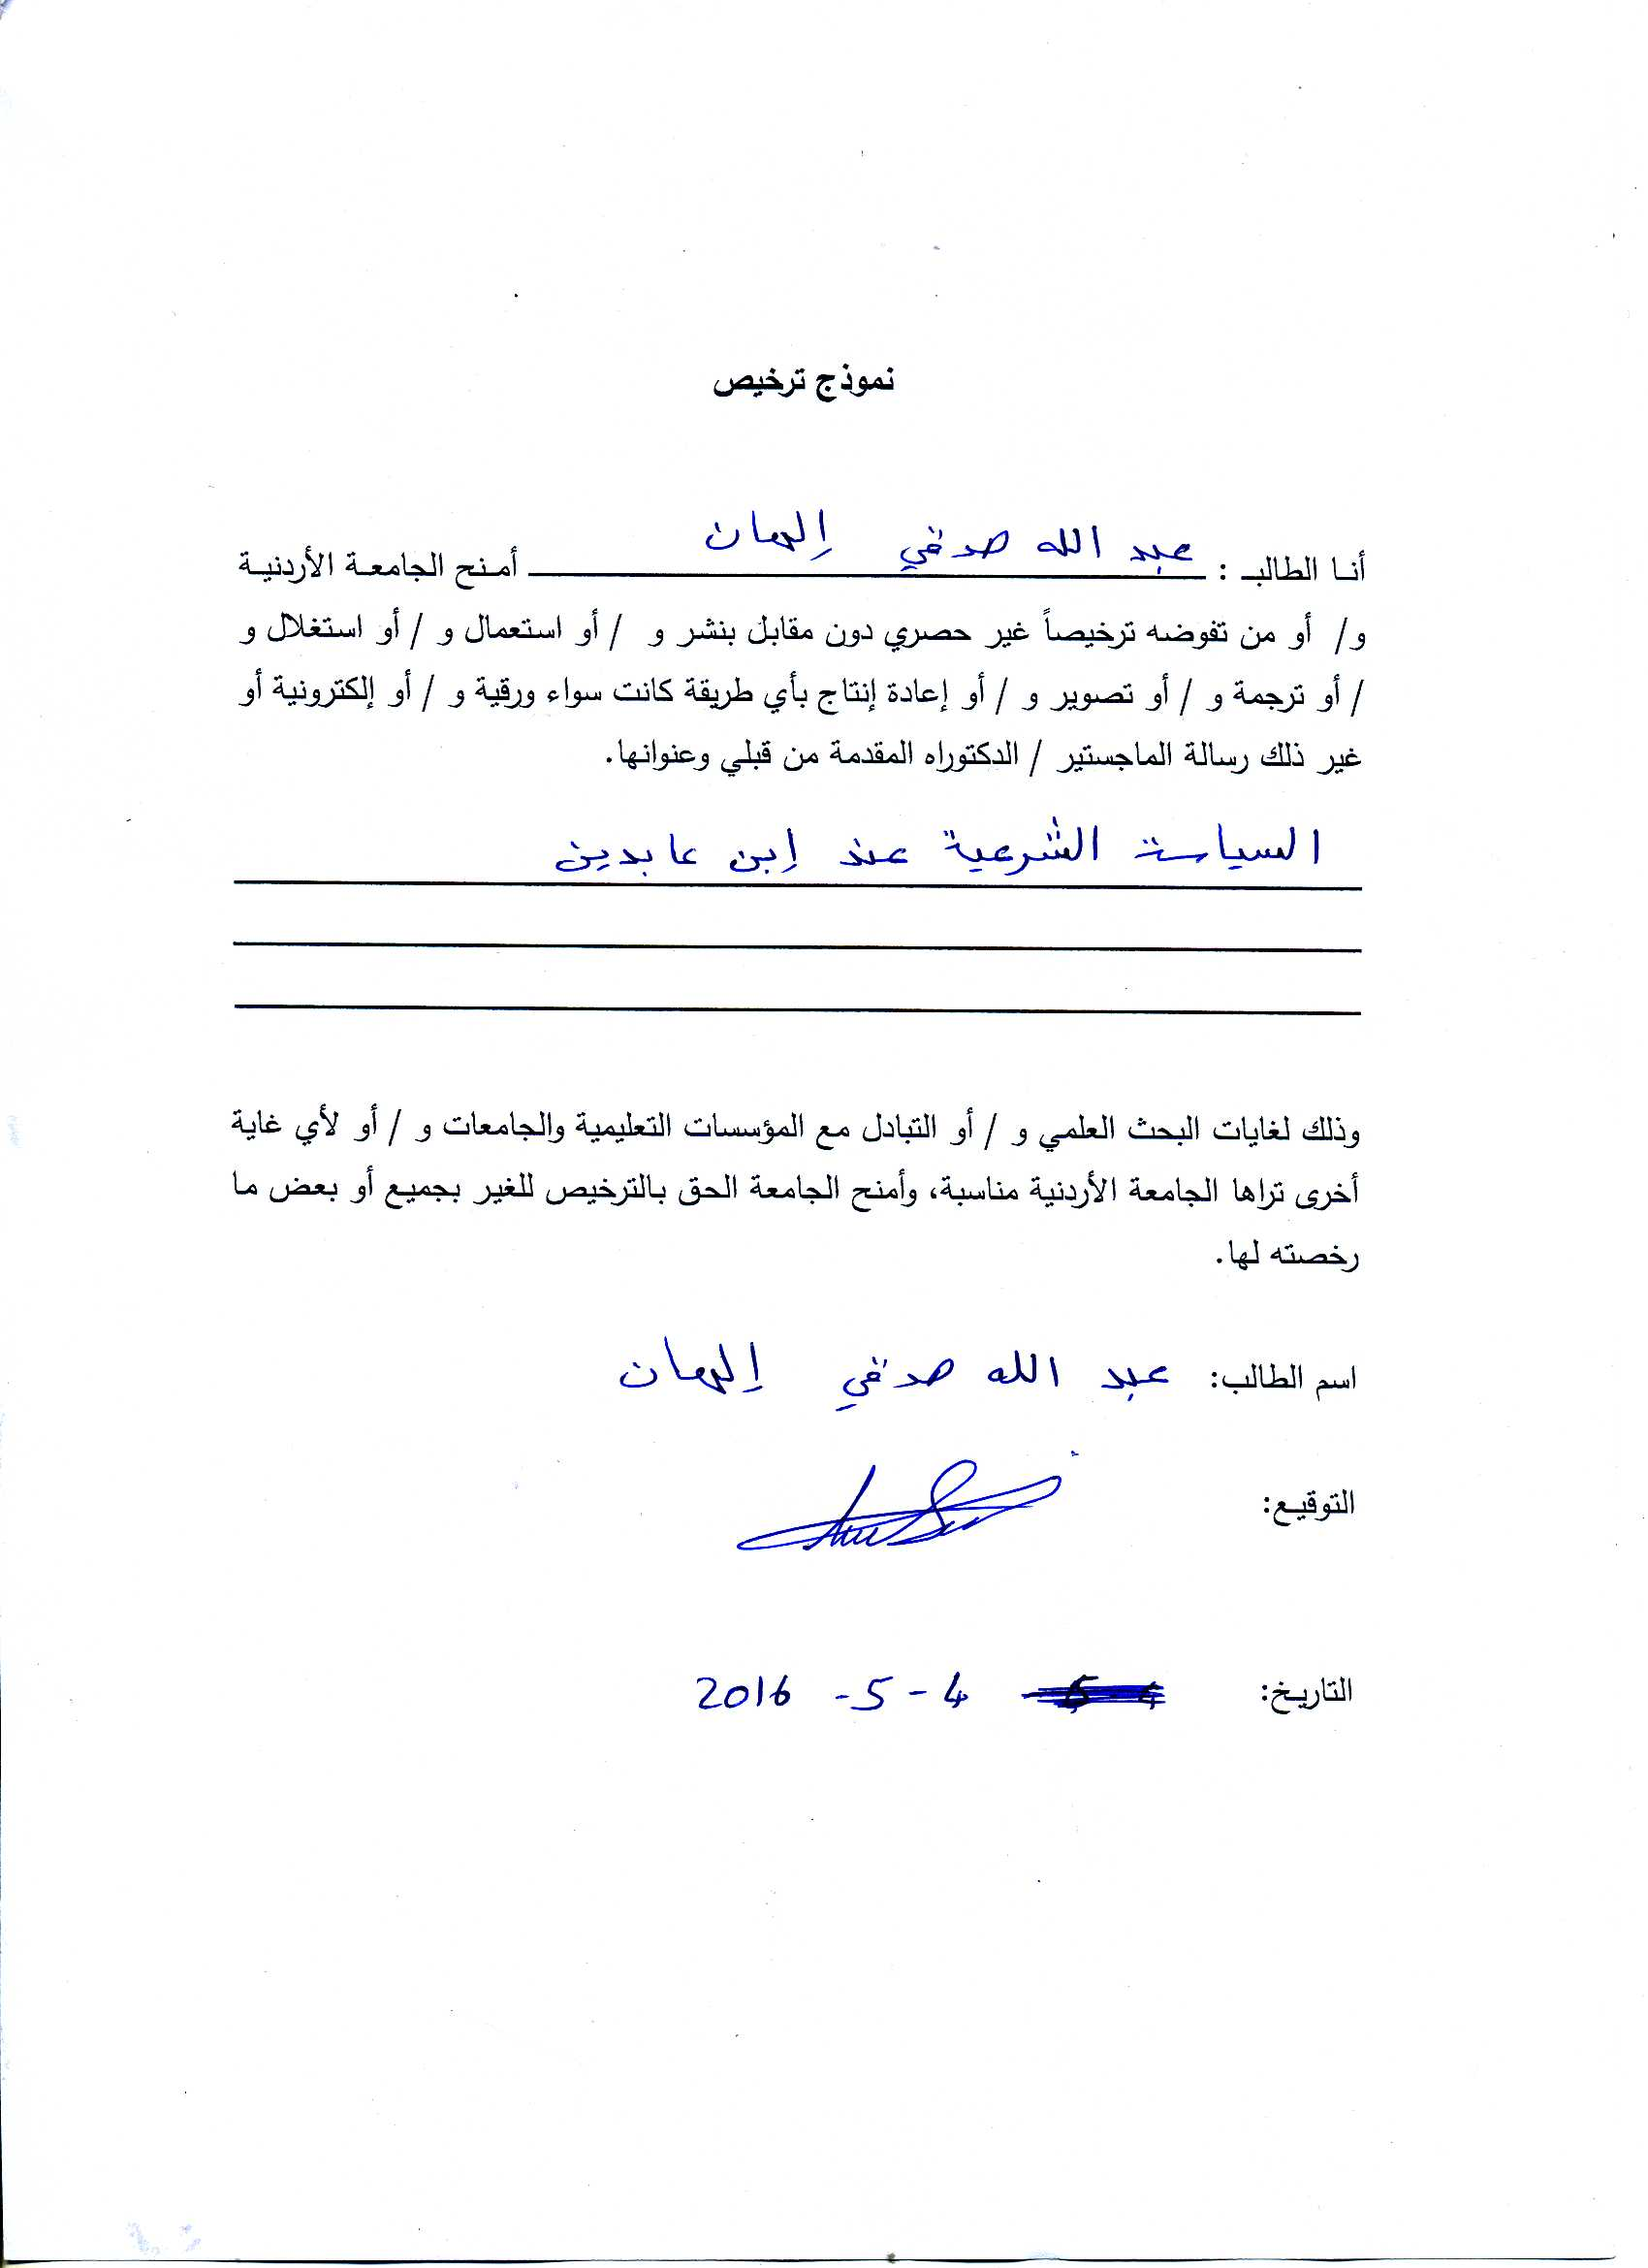 نموذج ترخيص
أنا الطالب : عبد الله صدقي إلهان أمنح الجامعة الأردنية
و/ أو من تفوضه ترخيصاً غير حصري دون مقابل بنشر و / أو استعمال و / أو استغلال و
/ أو ترجمة و / أو تصوير و / أو إعادة إنتاج بأي طريقة كانت سواء ورقية و / أو إلكترونية أو
غير ذلك رسالة الماجستير / الدكتوراه المقدمة من قبلي وعنوانها.
السياسة الشرعية عند إبن عابدين
وذلك لغايات البحث العلمي و / أو التبادل مع المؤسسات التعليمية والجامعات و / أو لأي غاية
أخرى تراها الجامعة الأردنية مناسبة، وأمنح الجامعة الحق بالترخيص للغير بجميع أو بعض ما
رخصته لها.
اسم الطالب: عبد الله صدقي إلهان
التوقيع:
التاريخ: 4 - 5 - 2016